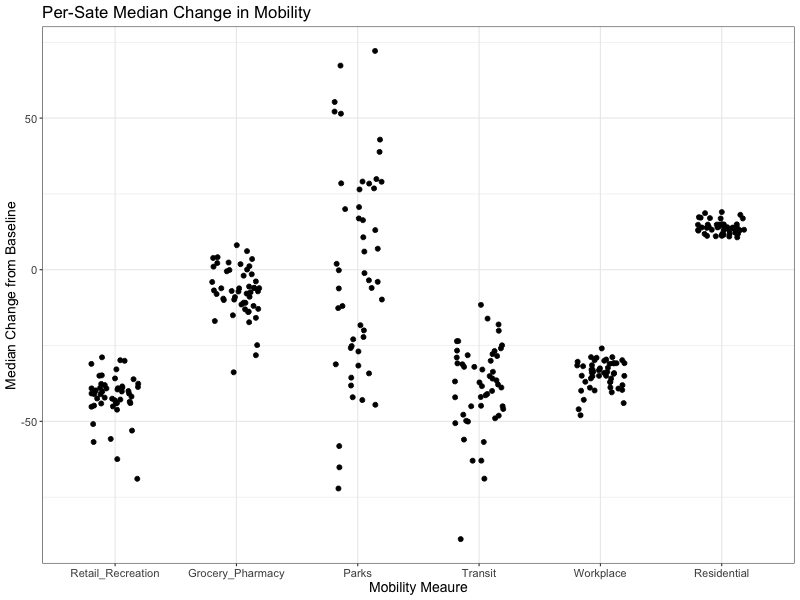 Per-Sate Median Change in Mobility
Median Change from Baseline
50
0
-50
Retail_Recreation Grocery_Pharmacy Parks Transit Workplace Residential
Mobility Meaure